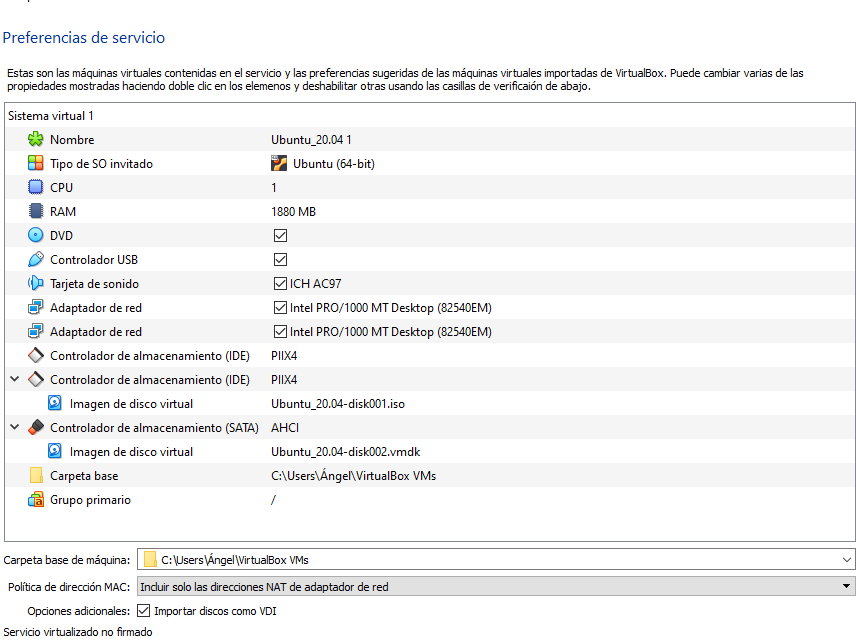 Preferencias de servicio
Estas son las máquinas virtuales contenidas en el servicio y las preferencias sugeridas de las máquinas virtuales importadas de VirtualBox. Puede cambiar varias de las
propiedades mostradas haciendo doble clic en los elemenos y deshabilitar otras usando las casillas de verificaión de abajo.
Sistema virtual 1
Nombre Ubuntu_20.04 1
Tipo de SO invitado Ubuntu (64-bit)
CPU 1
RAM 1880 MB
DVD
Controlador USB
Tarjeta de sonido ICH AC97
Adaptador de red Intel PRO/1000 MT Desktop (82540EM)
Adaptador de red Intel PRO/1000 MT Desktop (82540EM)
Controlador de almacenamiento (IDE) PIIX4
Controlador de almacenamiento (IDE) PIIX4
Imagen de disco virtual Ubuntu_20.04-disk001.iso
Controlador de almacenamiento (SATA) AHCI
Imagen de disco virtual Ubuntu_20.04-disk002.vmdk
Carpeta base C:\Users\Ángel\VirtualBox VMs
Grupo primario /
Carpeta base de máquina: C:\Users\Ángel\VirtualBox VMs
Política de dirección MAC: Incluir solo las direcciones NAT de adaptador de red
Opciones adicionales: Importar discos como VDI
Servicio virtualizado no firmado